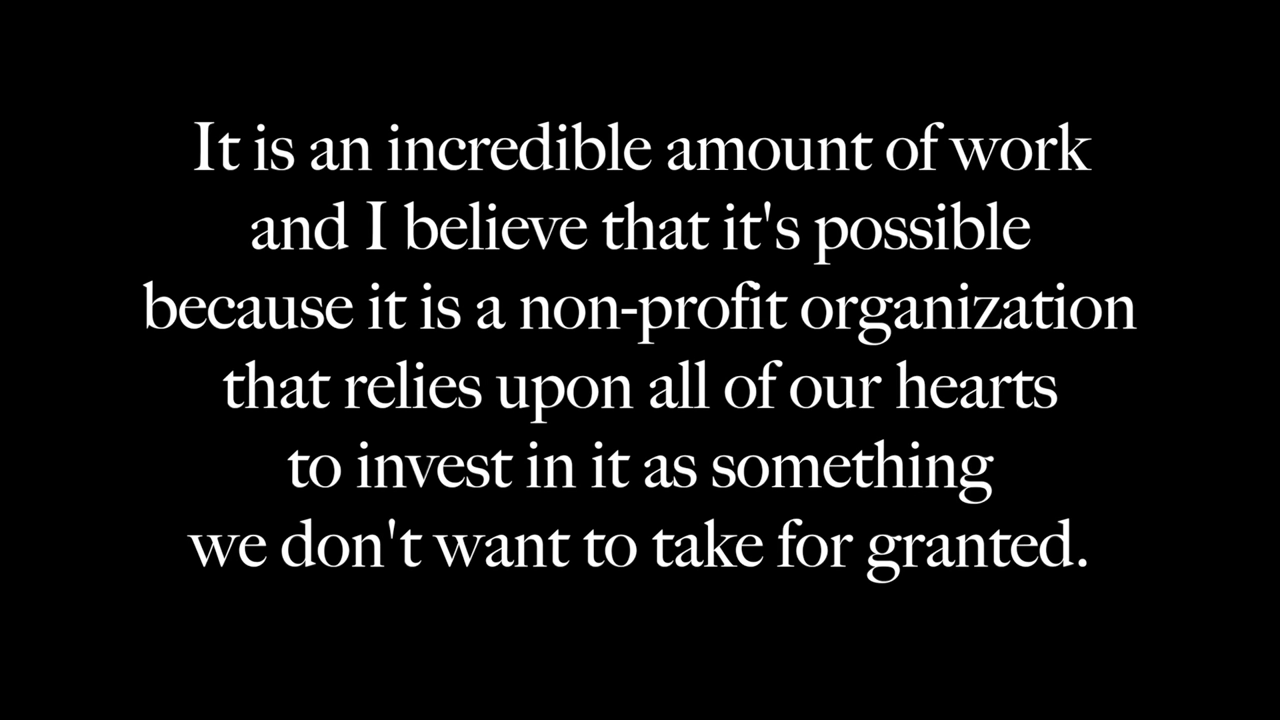 It is an incredible amount of work
and I believe that it's possible
because it is a non-profit organization
that relies upon all of our hearts
to invest in it as something
we don't want to take for granted.